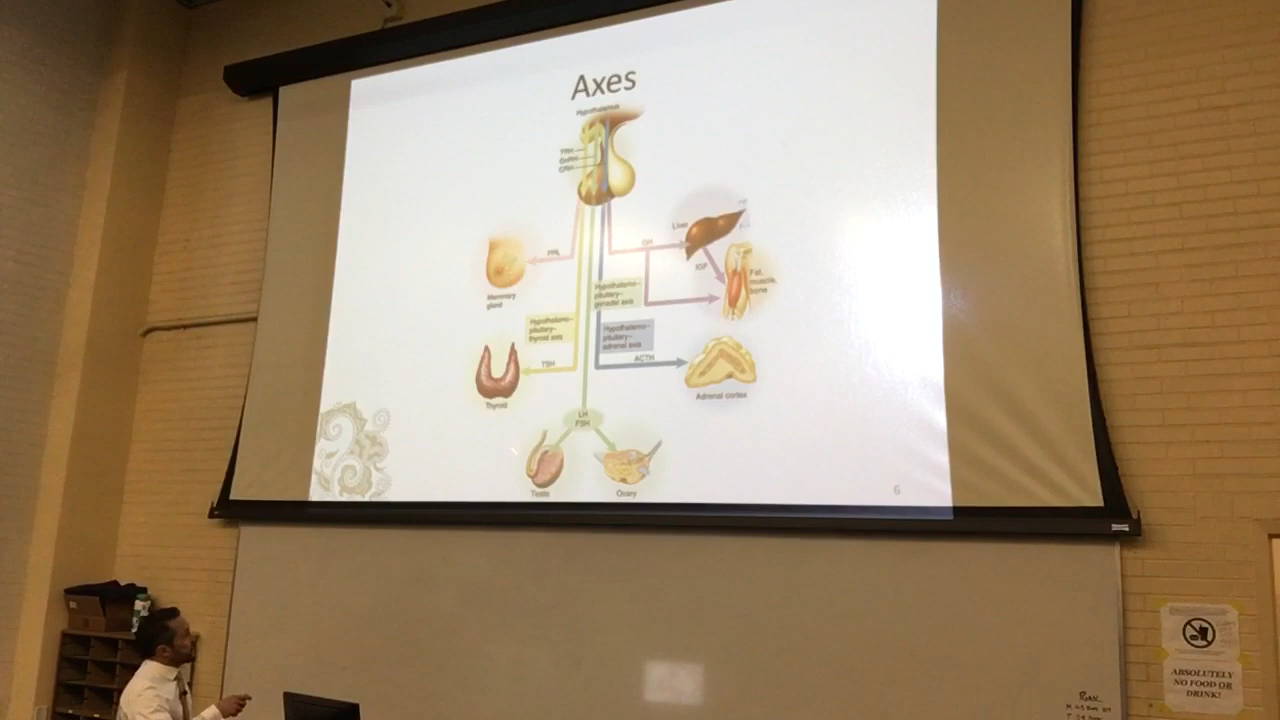 Axes
Hypothalamus
TRH
GnRH
CRH
Liver
GH
PRL
IGF
Fat,
muscle,
bone
Mammary
gland
Hypothalamo-
pituitary-
gonadal axis
Hypothalamo-
pituitary-
thyroid axis
Hypothalamo-
pituitary-
adrenal axis
TSH
ACTH
Thyroid
Adrenal cortex
LH
FSH
Testis
Ovary
6
ABSOLUTELY
NO FOOD OR
DRINK!